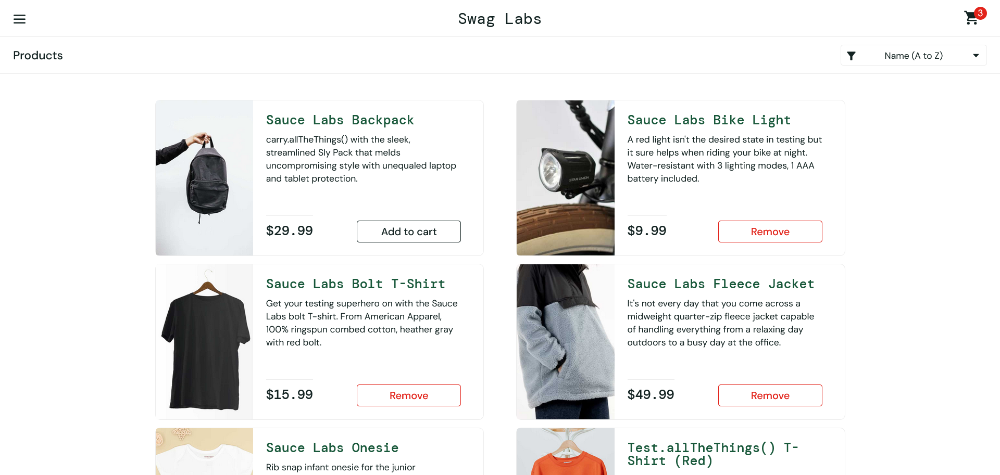 Swag Labs
3
Products
Name (A to Z)
Sauce Labs Backpack
carry.allTheThings() with the sleek,
streamlined Sly Pack that melds
uncompromising style with unequaled laptop
and tablet protection.
$29.99
Add to cart
Sauce Labs Bike Light
A red light isn't the desired state in testing but
it sure helps when riding your bike at night.
Water-resistant with 3 lighting modes, 1 AAA
battery included.
STAR UNION
$9.99
Remove
Sauce Labs Bolt T-Shirt
Get your testing superhero on with the Sauce
Labs bolt T-shirt. From American Apparel,
100% ringspun combed cotton, heather gray
with red bolt.
$15.99
Remove
Sauce Labs Fleece Jacket
It's not every day that you come across a
midweight quarter-zip fleece jacket capable
of handling everything from a relaxing day
outdoors to a busy day at the office.
$49.99
Remove
Sauce Labs Onesie
Rib snap infant onesie for the junior
Test.allTheThings() T-
Shirt (Red)